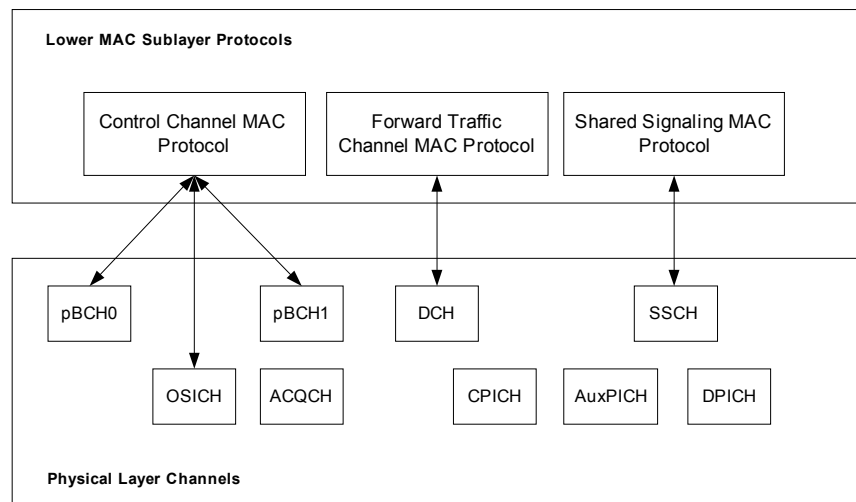 Lower MAC Sublayer Protocols
Control Channel MAC
Protocol
Forward Traffic
Channel MAC Protocol
Shared Signaling MAC
Protocol
pBCH0
pBCH1
DCH
SSCH
OSICH
ACQCH
CPICH
AuxPICH
DPICH
Physical Layer Channels